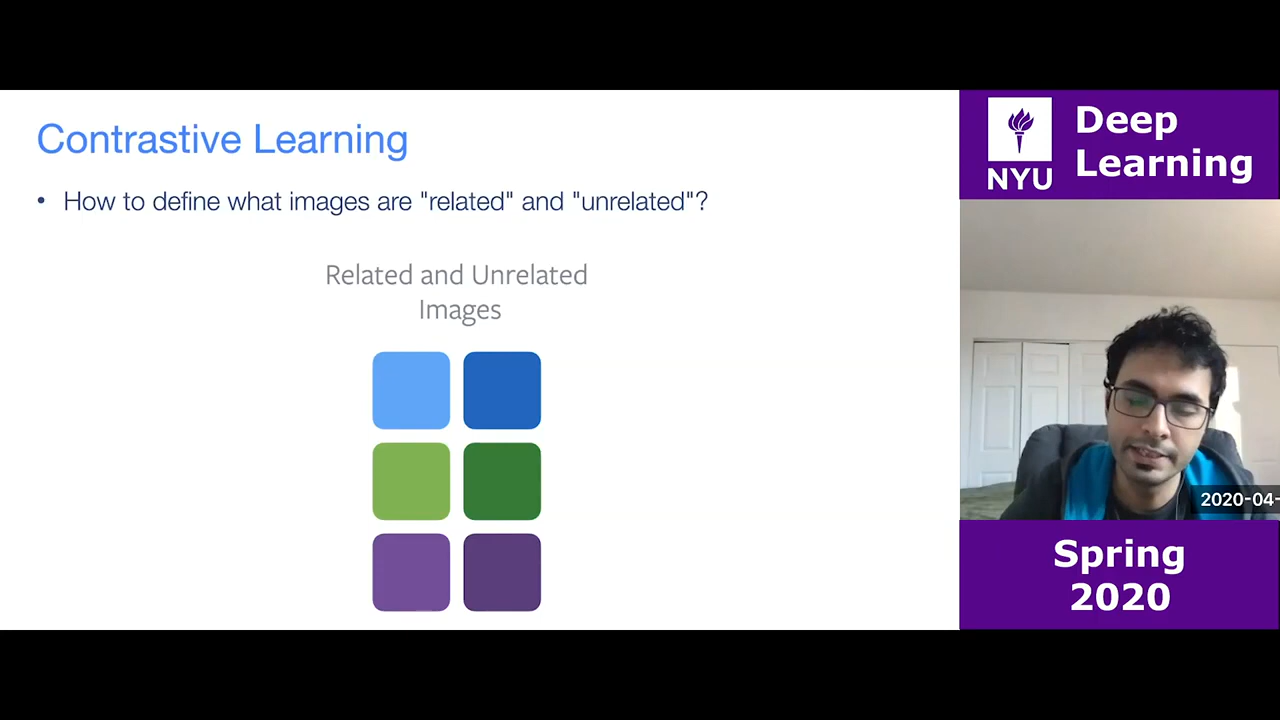 Contrastive Learning
• How to define what images are "related" and "unrelated"?
Related and Unrelated
Images
NYU
Deep
Learning
2020-04-
Spring
2020